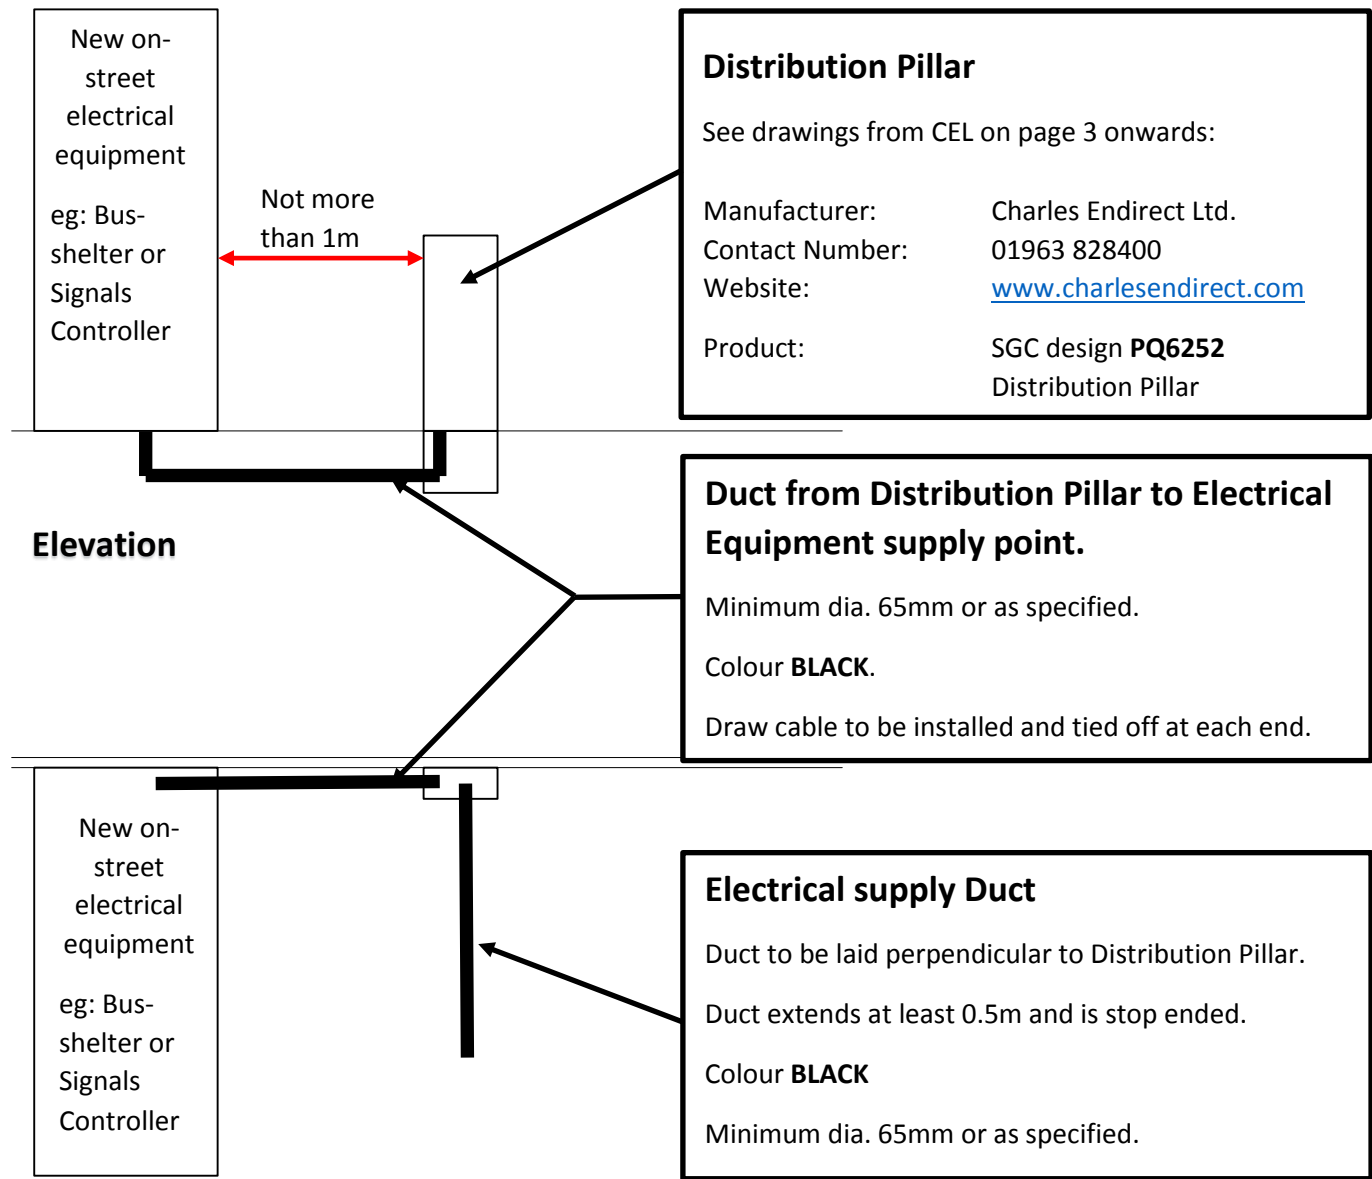 New on-
street
electrical
equipment
eg: Bus-
shelter or
Signals
Controller
Not more
than 1m
Distribution Pillar
See drawings from CEL on page 3 onwards:
Manufacturer: Charles Endirect Ltd.
Contact Number: 01963 828400
Website: www.charlesendirect.com
Product: SGC design PQ6252
Distribution Pillar
Elevation
Duct from Distribution Pillar to Electrical
Equipment supply point.
Minimum dia. 65mm or as specified.
Colour BLACK.
Draw cable to be installed and tied off at each end.
New on-
street
electrical
equipment
eg: Bus-
shelter or
Signals
Controller
Electrical supply Duct
Duct to be laid perpendicular to Distribution Pillar.
Duct extends at least 0.5m and is stop ended.
Colour BLACK
Minimum dia. 65mm or as specified.